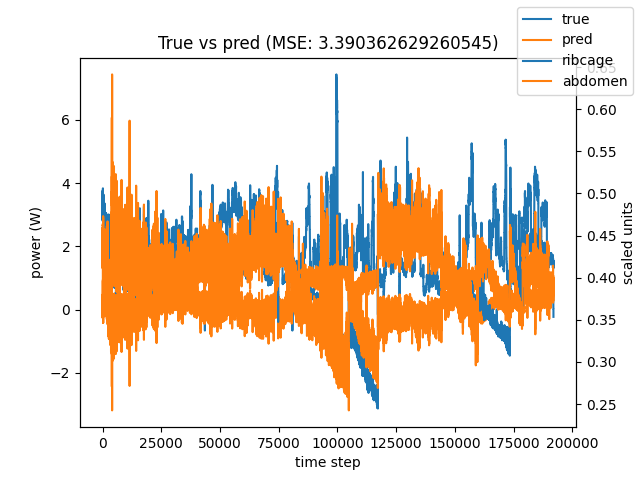 True vs pred (MSE: 3.390362629260545)
true
pred
ribcage
abdomen
power (W)
6
4
2
0
−2
0.65
0.60
0.55
0.50
0.45
0.40
0.35
0.30
0.25
scaled units
0 25000 50000 75000 100000 125000 150000 175000 200000
time step